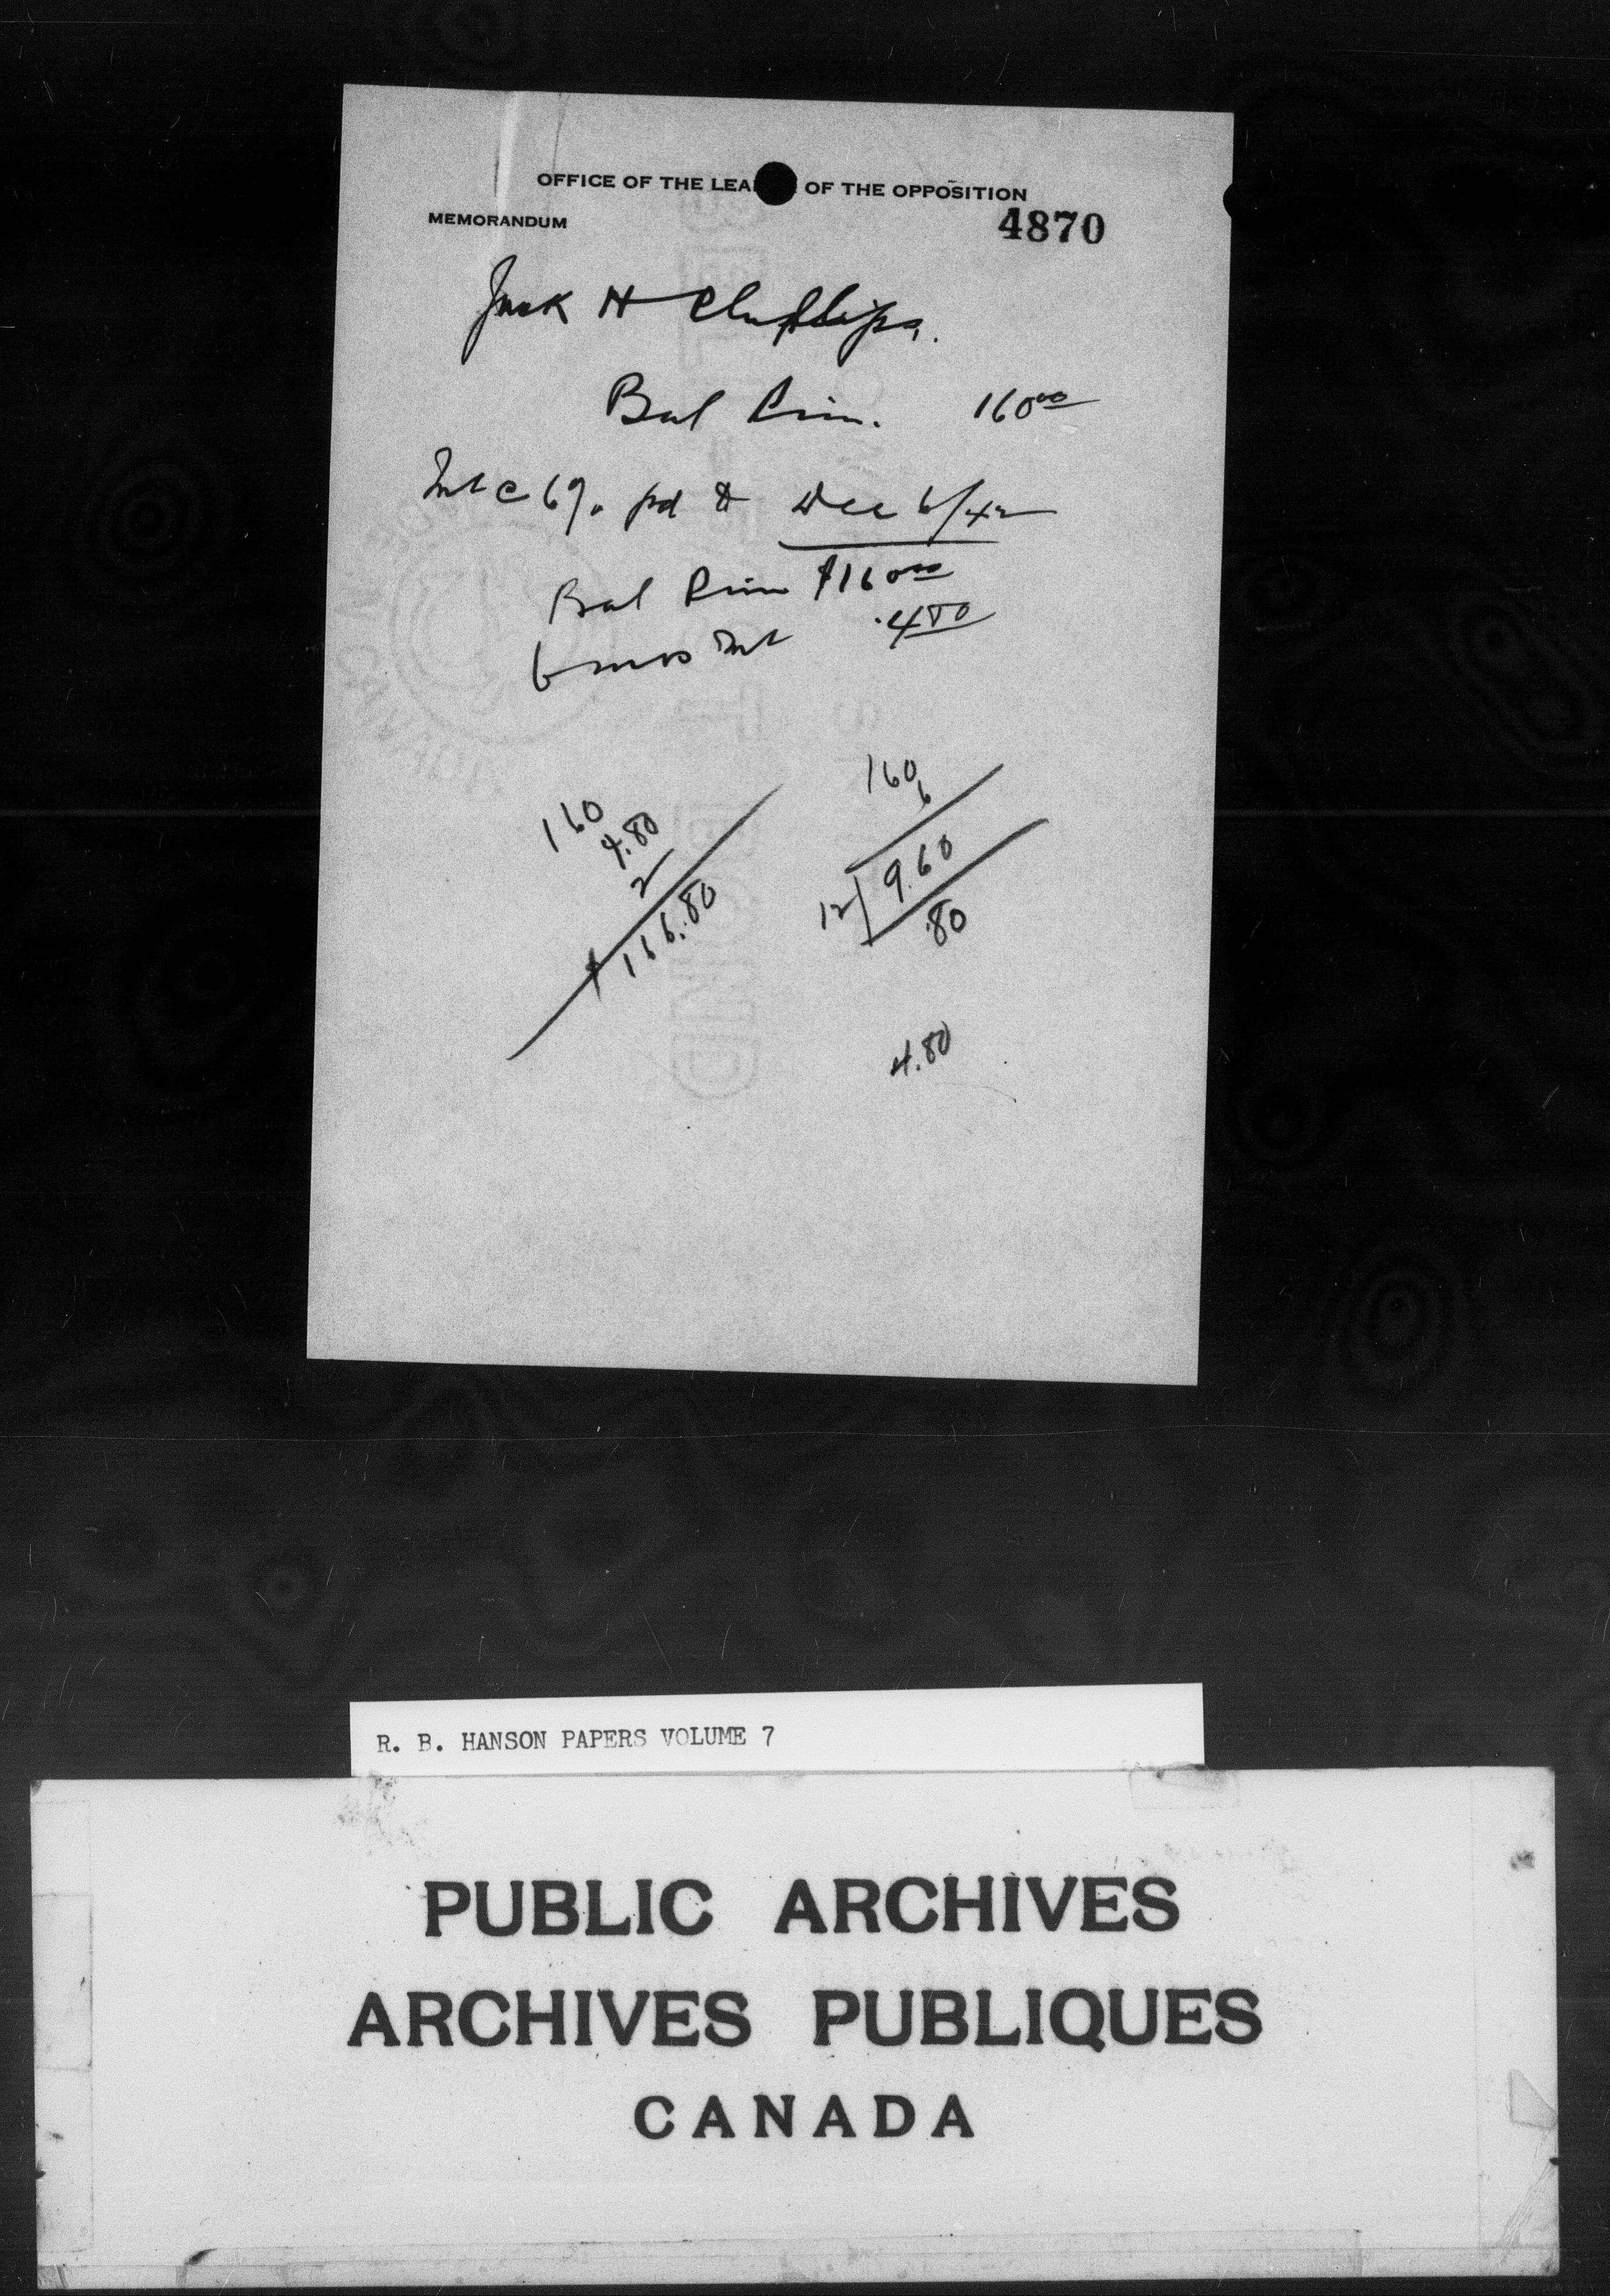 OFFICE OF THE LEA OF THE OPPOSITION
MEMORANDUM
4870
Jack H Phillips.
Bal Prin. 160 00
Int @ 6% pd to Dec 6/42
Bal Prin $160 00
6 mos Int 4 80
160
4.80
2
$166.80
160
6
12)9.60
.80
4.80
R. B. HANSON PAPERS VOLUME 7
PUBLIC ARCHIVES
ARCHIVES PUBLIQUES
CANADA